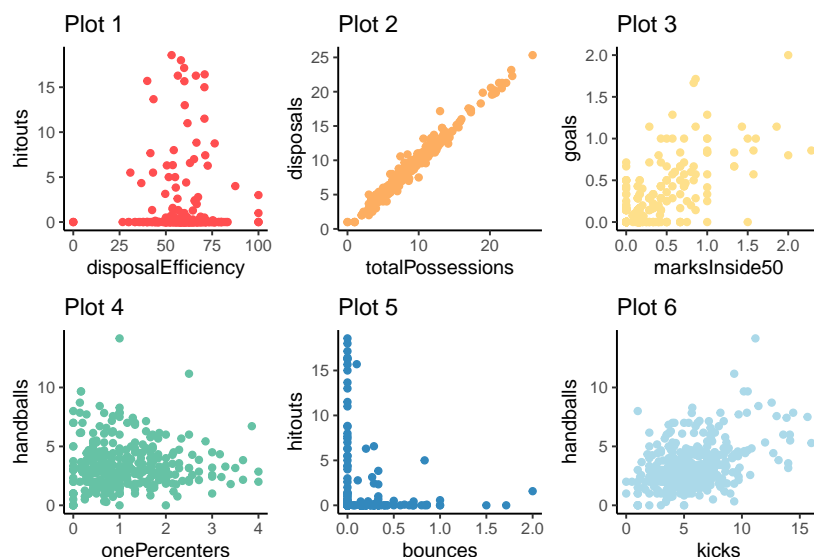 Plot 1
15
10
5
0
hitouts
0
25
50
75
100
disposalEfficiency
Plot 2
25
20
15
10
5
0
disposals
0
10
20
totalPossessions
Plot 3
2.0
1.5
1.0
0.5
0.0
goals
0.0
0.5
1.0
1.5
2.0
marksInside50
Plot 4
10
5
0
handballs
0
1
2
3
4
onePercenters
Plot 5
15
10
5
0
hitouts
0.0
0.5
1.0
1.5
2.0
bounces
Plot 6
10
5
0
handballs
0
5
10
15
kicks